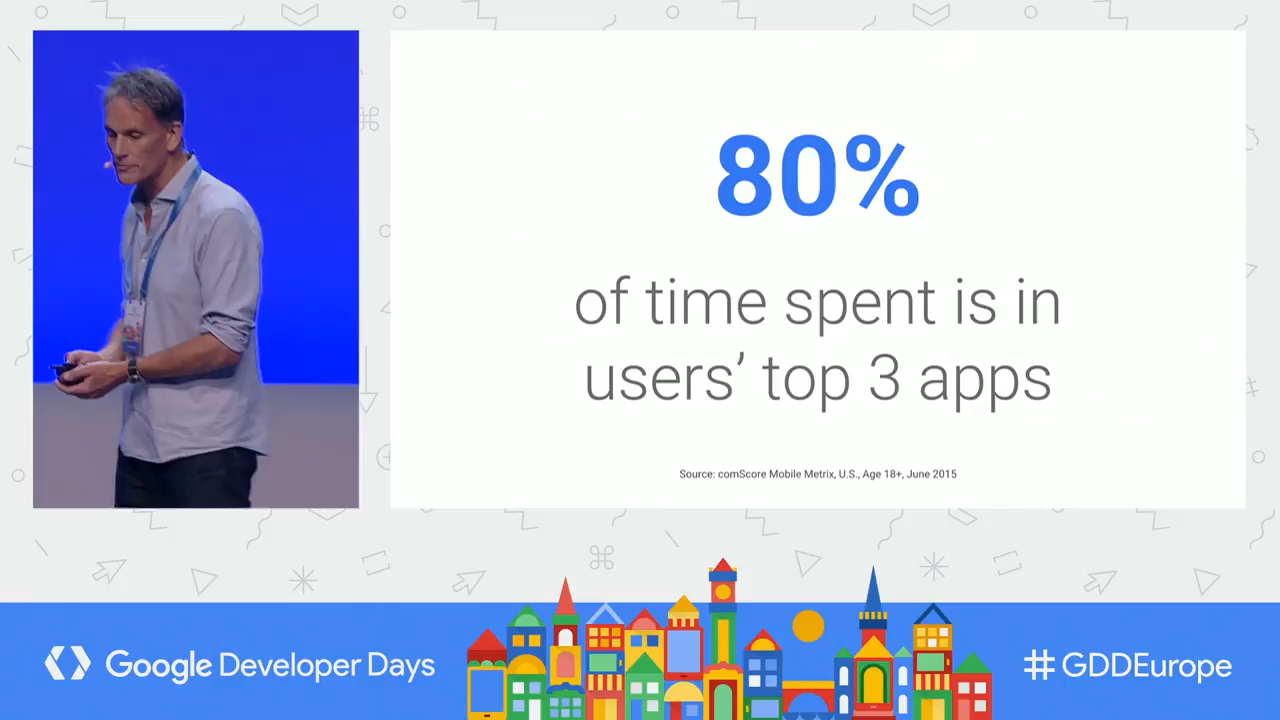 80%
of time spent is in
users’ top 3 apps
Source: comScore Mobile Metrix, U.S., Age 18+, June 2015
Google Developer Days
#GDDEurope